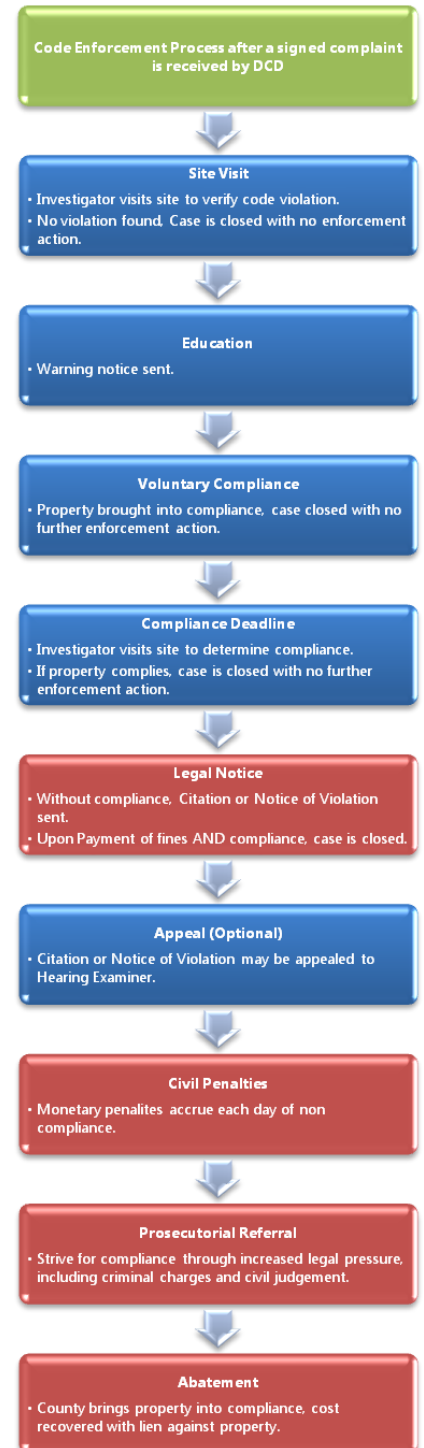 Code Enforcement Process after a signed complaint
is received by DCD
Site Visit
• Investigator visits site to verify code violation.
• No violation found, Case is closed with no enforcement
action.
Education
• Warning notice sent.
Voluntary Compliance
• Property brought into compliance, case closed with no
further enforcement action.
Compliance Deadline
• Investigator visits site to determine compliance.
• If property complies, case is closed with no further
enforcement action.
Legal Notice
• Without compliance, Citation or Notice of Violation
sent.
• Upon Payment of fines AND compliance, case is closed.
Appeal (Optional)
• Citation or Notice of Violation may be appealed to
Hearing Examiner.
Civil Penalties
• Monetary penalites accrue each day of non
compliance.
Prosecutorial Referral
• Strive for compliance through increased legal pressure,
including criminal charges and civil judgement.
Abatement
• County brings property into compliance, cost
recovered with lien against property.